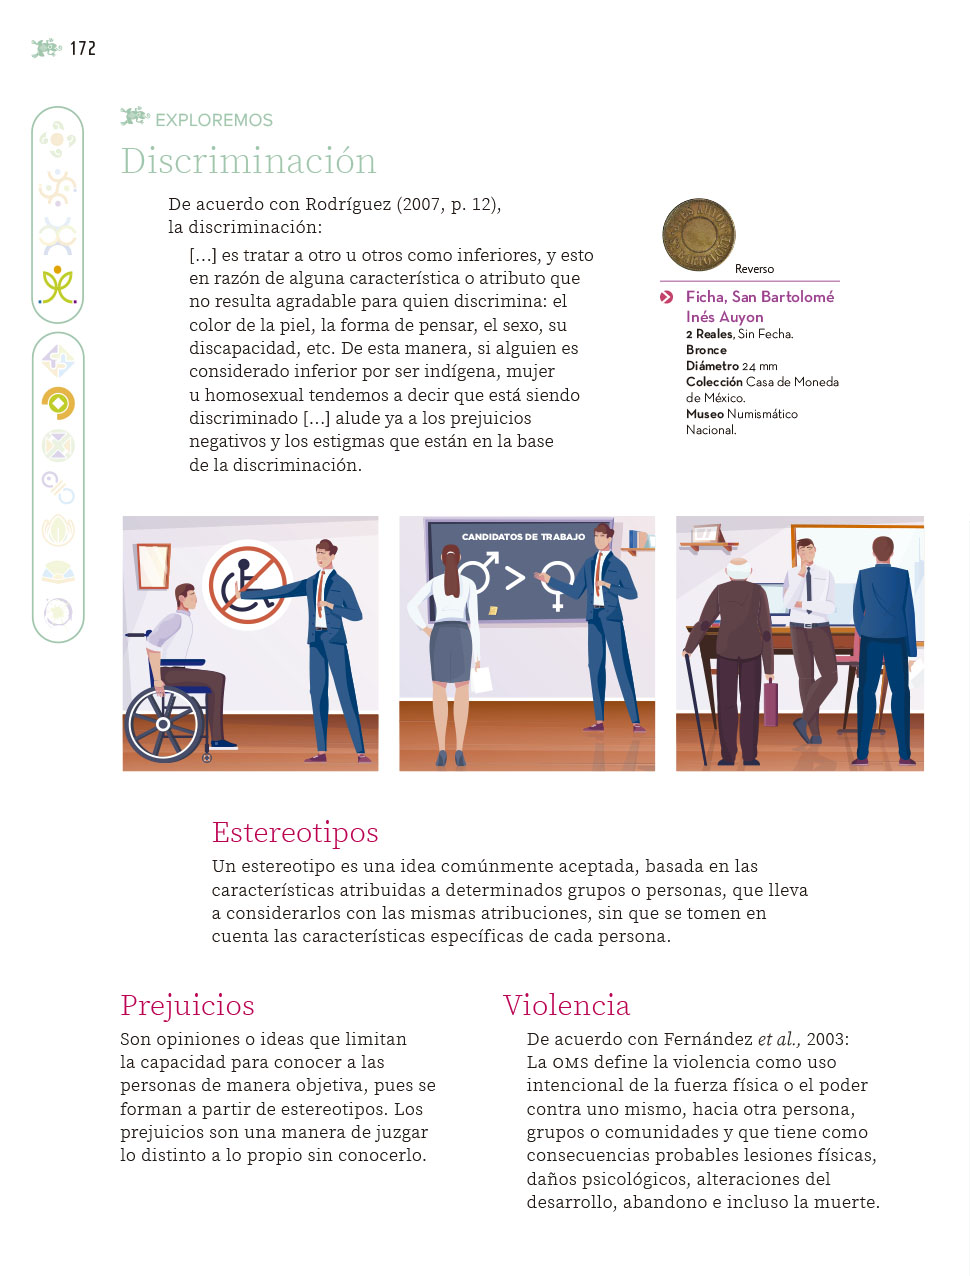 172
EXPLOREMOS
Discriminación
De acuerdo con Rodríguez (2007, p. 12),
la discriminación:
[…] es tratar a otro u otros como inferiores, y esto
en razón de alguna característica o atributo que
no resulta agradable para quien discrimina: el
color de la piel, la forma de pensar, el sexo, su
discapacidad, etc. De esta manera, si alguien es
considerado inferior por ser indígena, mujer
u homosexual tendemos a decir que está siendo
discriminado […] alude ya a los prejuicios
negativos y los estigmas que están en la base
de la discriminación.
Reverso
Ficha, San Bartolomé
Inés Auyon
2 Reales, Sin Fecha.
Bronce
Diámetro 24 mm
Colección Casa de Moneda
de México.
Museo Numismático
Nacional.
CANDIDATOS DE TRABAJO
Estereotipos
Un estereotipo es una idea comúnmente aceptada, basada en las
características atribuidas a determinados grupos o personas, que lleva
a considerarlos con las mismas atribuciones, sin que se tomen en
cuenta las características específicas de cada persona.
Prejuicios
Son opiniones o ideas que limitan
la capacidad para conocer a las
personas de manera objetiva, pues se
forman a partir de estereotipos. Los
prejuicios son una manera de juzgar
lo distinto a lo propio sin conocerlo.
Violencia
De acuerdo con Fernández et al., 2003:
La OMS define la violencia como uso
intencional de la fuerza física o el poder
contra uno mismo, hacia otra persona,
grupos o comunidades y que tiene como
consecuencias probables lesiones físicas,
daños psicológicos, alteraciones del
desarrollo, abandono e incluso la muerte.